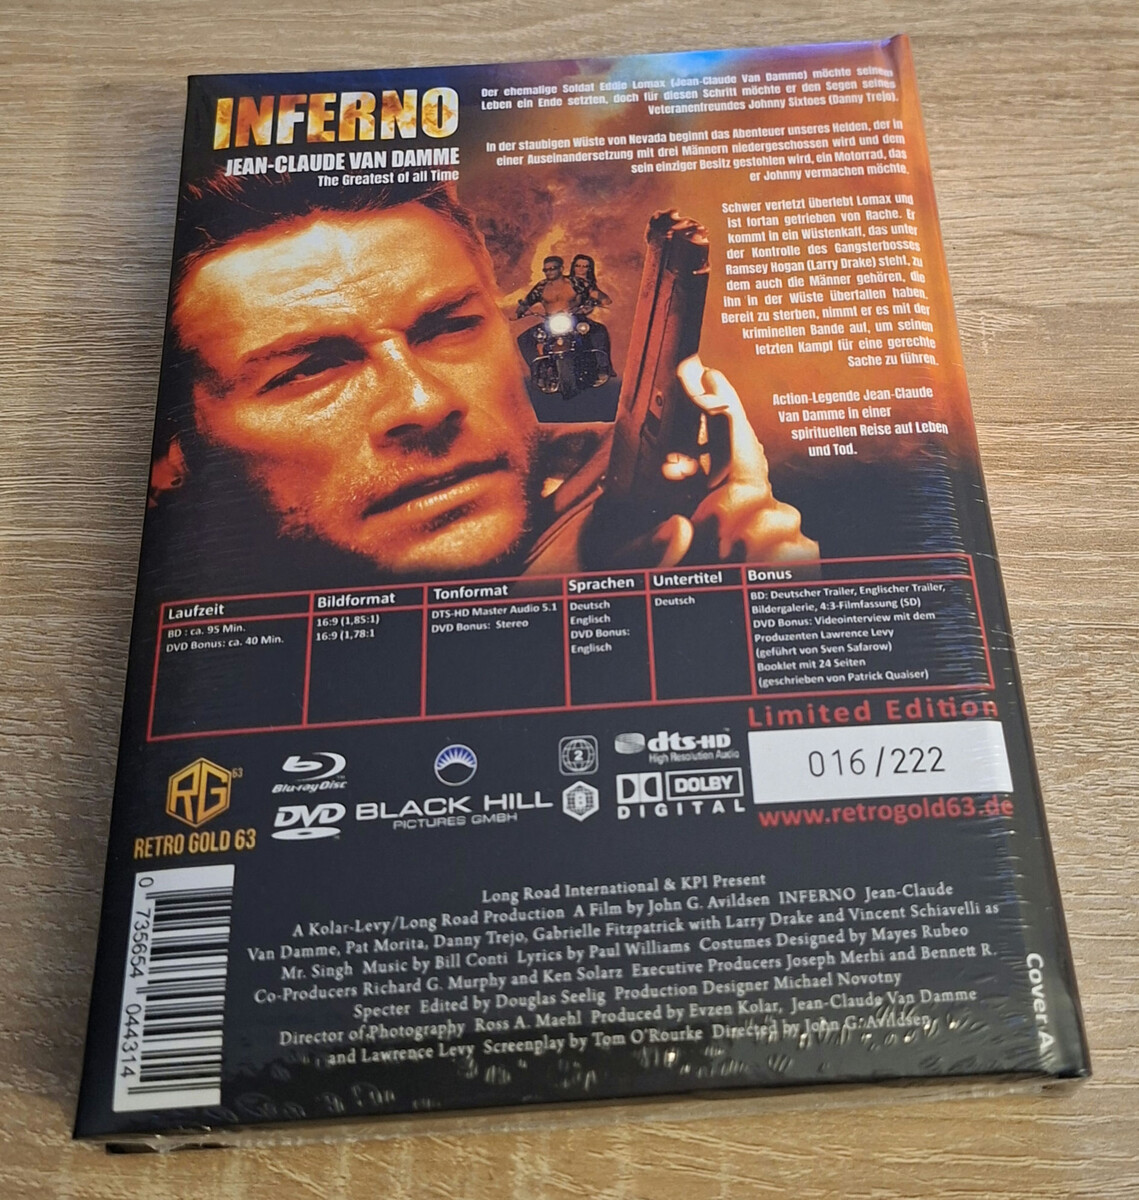 INFERNO
JEAN-CLAUDE VAN DAMME
The Greatest of all Time
Der ehemalige Soldat Eddie Lomax (Jean-Claude Van Damme) möchte seinem
Leben ein Ende setzten, doch für diesen Schritt möchte er den Segen seines
Veteranenfreundes Johnny Sixtoes (Danny Trejo).
In der staubigen Wüste von Nevada beginnt das Abenteuer unseres Helden, der in
einer Auseinandersetzung mit drei Männern niedergeschossen wird und dem
sein einziger Besitz gestohlen wird, ein Motorrad, das
er Johnny vermachen möchte.
Schwer verletzt überlebt Lomax und
ist fortan getrieben von Rache. Er
kommt in ein Wüstenkaff, das unter
der Kontrolle des Gangsterbosses
Ramsey Hogan (Larry Drake) steht, zu
dem auch die Männer gehören, die
ihn in der Wüste überfallen haben.
Bereit zu sterben, nimmt er es mit der
kriminellen Bande auf, um seinen
letzten Kampf für eine gerechte
Sache zu führen.
Action-Legende Jean-Claude
Van Damme in einer
spirituellen Reise auf Leben
und Tod.
Laufzeit
BD : ca. 95 Min.
DVD Bonus: ca. 40 Min.
Bildformat
16:9 (1,85:1)
16:9 (1,78:1
Tonformat
DTS-HD Master Audio 5.1
DVD Bonus: Stereo
Sprachen
Deutsch
Englisch
DVD Bonus:
Englisch
Untertitel
Deutsch
Bonus
BD: Deutscher Trailer, Englischer Trailer,
Bildergalerie, 4:3-Filmfassung (SD)
DVD Bonus: Videointerview mit dem
Produzenten Lawrence Levy
(geführt von Sven Safarow)
Booklet mit 24 Seiten
(geschrieben von Patrick Quaiser)
Limited Edition
016/222
www.retrogold63.de
RG 63
RETRO GOLD 63
Blu-ray Disc
DVD
BLACK HILL
PICTURES GMBH
2
B
dts-HD
High Resolution Audio
DOLBY
DIGITAL
0 735654 044314
Long Road International & KPI Present
A Kolar-Levy/Long Road Production A Film by John G. Avildsen INFERNO Jean-Claude
Van Damme, Pat Morita, Danny Trejo, Gabrielle Fitzpatrick with Larry Drake and Vincent Schiavelli as
Mr. Singh Music by Bill Conti Lyrics by Paul Williams Costumes Designed by Mayes Rubeo
Co-Producers Richard G. Murphy and Ken Solarz Executive Producers Joseph Merhi and Bennett R.
Specter Edited by Douglas Seelig Production Designer Michael Novotny
Director of Photography Ross A. Maehl Produced by Evzen Kolar, Jean-Claude Van Damme
and Lawrence Levy Screenplay by Tom O'Rourke Directed by John G. Avildsen
Cover A